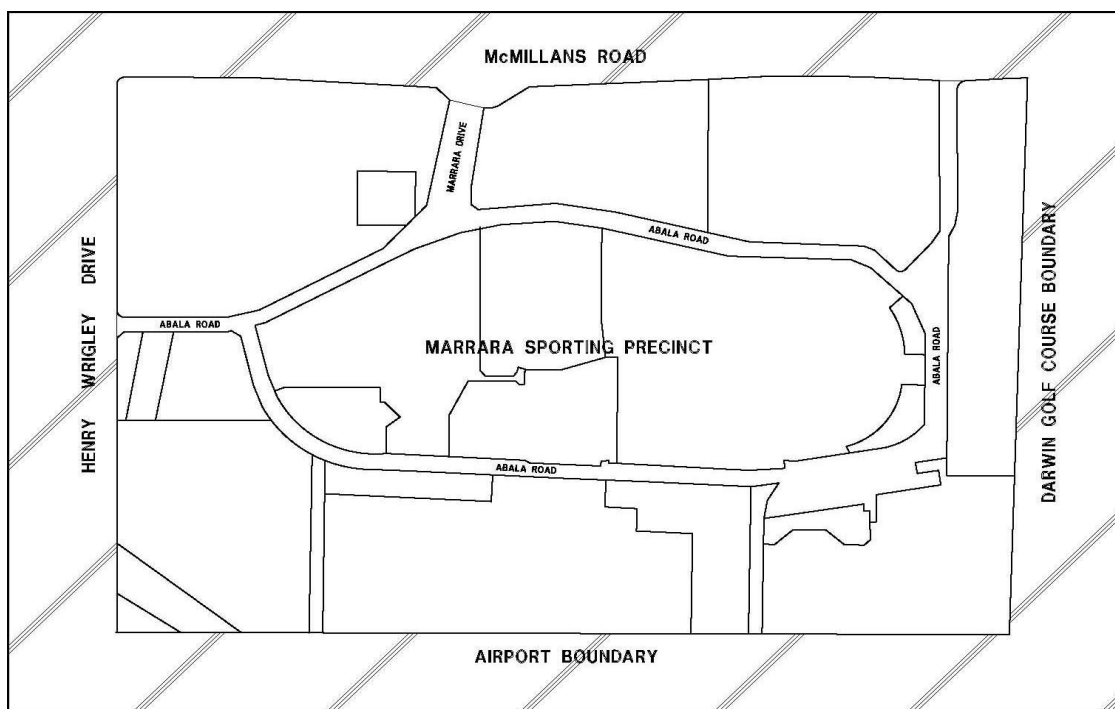 McMILLANS ROAD
MARRARA DRIVE
ABALA ROAD
ABALA ROAD
MARRARA SPORTING PRECINCT
ABALA ROAD
HENRY WRIGLEY DRIVE
DARWIN GOLF COURSE BOUNDARY
ABALA ROAD
AIRPORT BOUNDARY